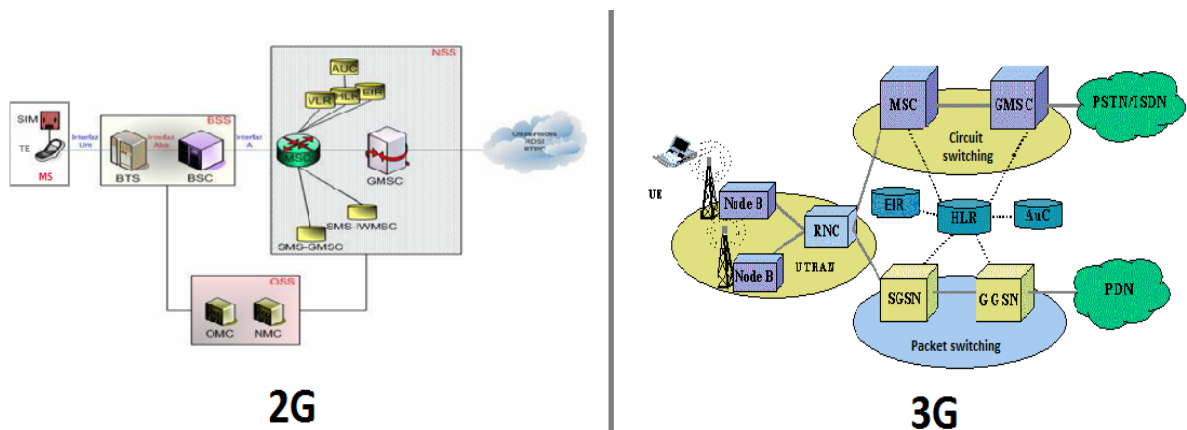 NSS
AUC
VLR
HLR
EIR
SIM
TE
MS
Interfaz
Um
BSS
Interfaz
Abis
Interfaz
A
BTS
BSC
MSC
GMSC
RDSI
SMS-IWMSC
SMS-GMSC
OSS
OMC
NMC
2G
MSC
GMSC
PSTN/ISDN
Circuit
switching
UE
Node B
RNC
EIR
HLR
AuC
UTRAN
Node B
SGSN
GGSN
PDN
Packet switching
3G